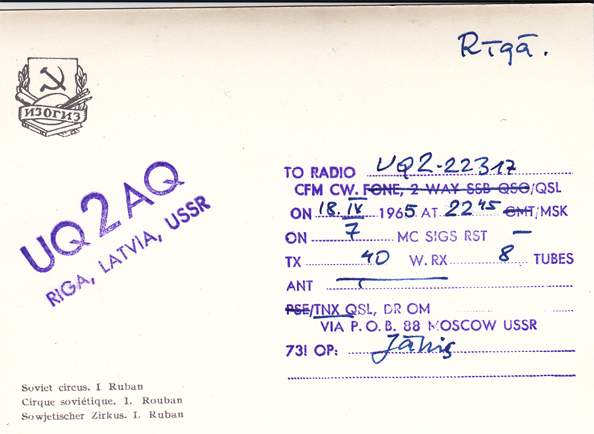 Rīgā.
ИЗОГИЗ
UQ2AQ
RIGA, LATVIA, USSR
TO RADIO UQ2-22317
CFM CW. FONE, 2 WAY SSB QSO/QSL
ON 18.IV 1965 AT 22 45 GMT/MSK
ON 7 MC SIGS RST –
TX 40 W. RX 8 TUBES
ANT
PSE/TNX QSL, DR OM
VIA P.O.B. 88 MOSCOW USSR
73! OP: Jānis
Soviet circus. I Ruban
Cirque soviétique. I. Rouban
Sowjetischer Zirkus. I. Ruban